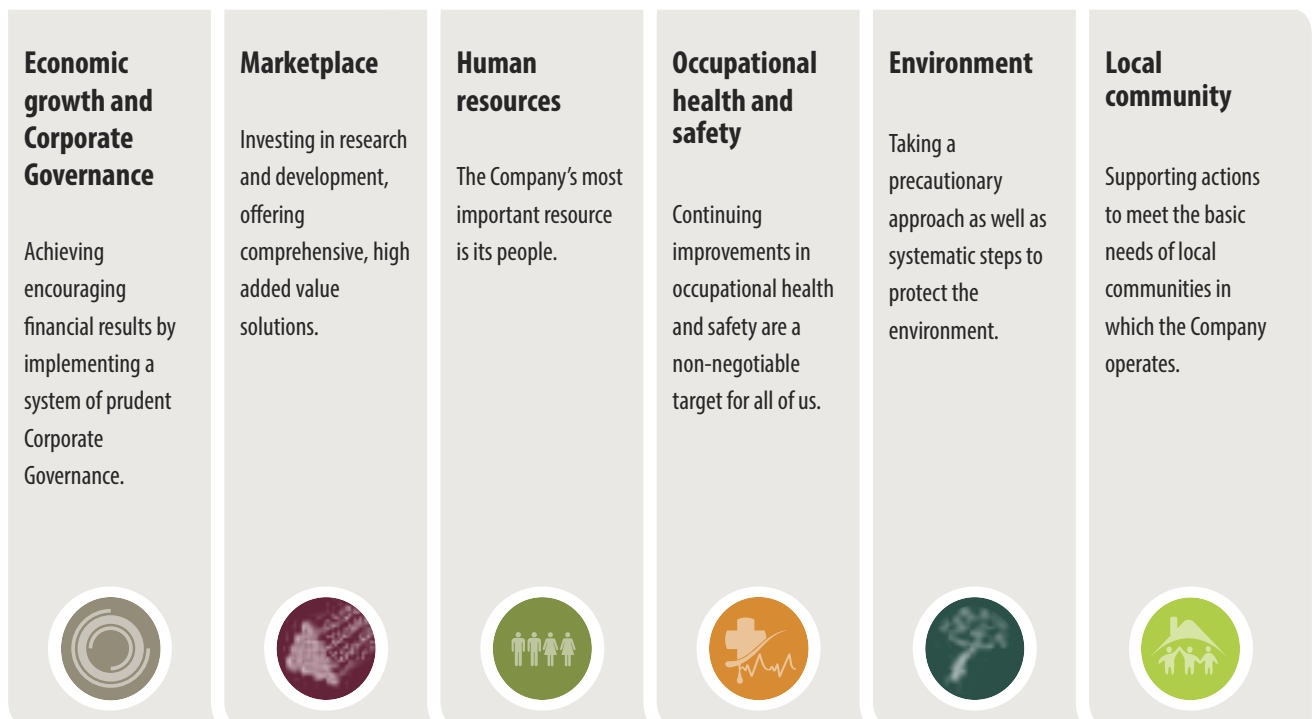 Economic
growth and
Corporate
Governance
Achieving
encouraging
financial results by
implementing a
system of prudent
Corporate
Governance.
Marketplace
Investing in research
and development,
offering
comprehensive, high
added value
solutions.
Human
resources
The Company’s most
important resource
is its people.
Occupational
health and
safety
Continuing
improvements in
occupational health
and safety are a
non-negotiable
target for all of us.
Environment
Taking a
precautionary
approach as well as
systematic steps to
protect the
environment.
Local
community
Supporting actions
to meet the basic
needs of local
communities in
which the Company
operates.